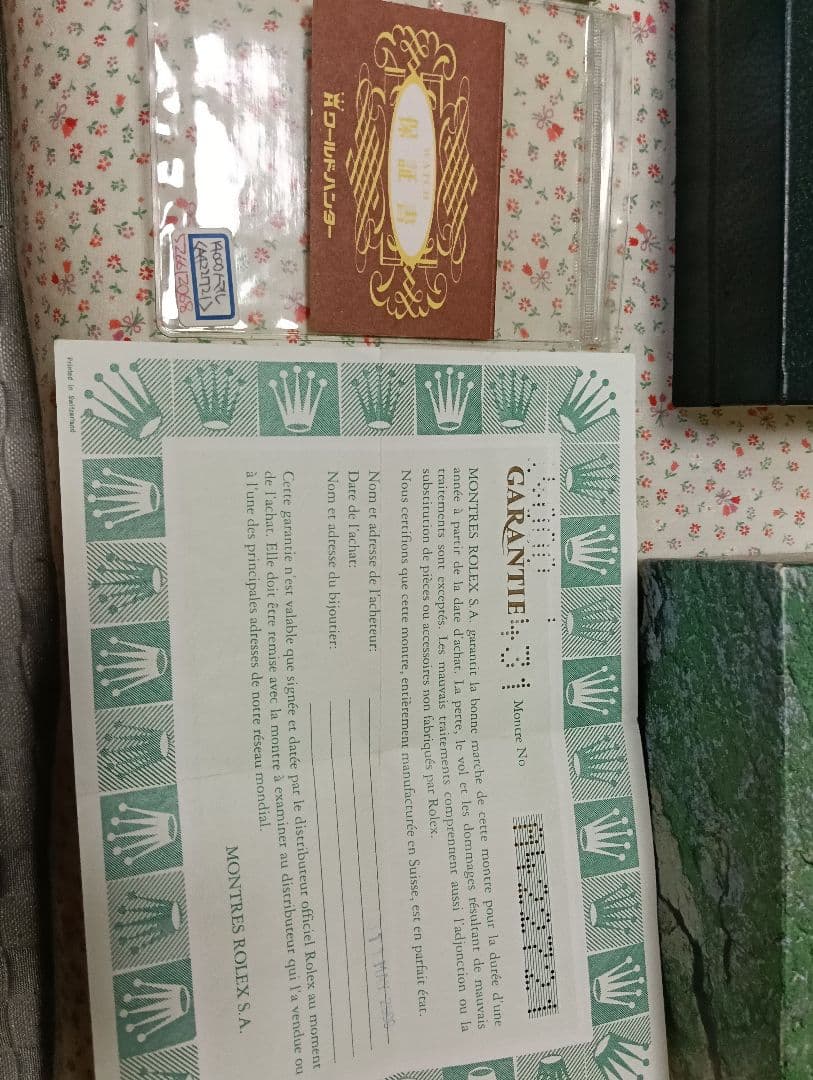 WATCH
保証書
ワールドハンター
Printed in Switzerland
GARANTIE
Montre No
MONTRES ROLEX S.A. garantit la bonne marche de cette montre pour la durée d'une
année à partir de la date d'achat. La perte, le vol et les dommages résultant de mauvais
traitements sont exceptés. Les mauvais traitements comprennent aussi l'adjonction ou la
substitution de pièces ou accessoires non fabriqués par Rolex.
Nous certifions que cette montre, entièrement manufacturée en Suisse, est en parfait état.
Nom et adresse de l'acheteur:
Date de l'achat:
Nom et adresse du bijoutier:
Cette garantie n'est valable que signée et datée par le distributeur officiel Rolex au moment
de l'achat. Elle doit être remise avec la montre à examiner au distributeur qui l'a vendue ou
à l'une des principales adresses de notre réseau mondial.
MONTRES ROLEX S.A.